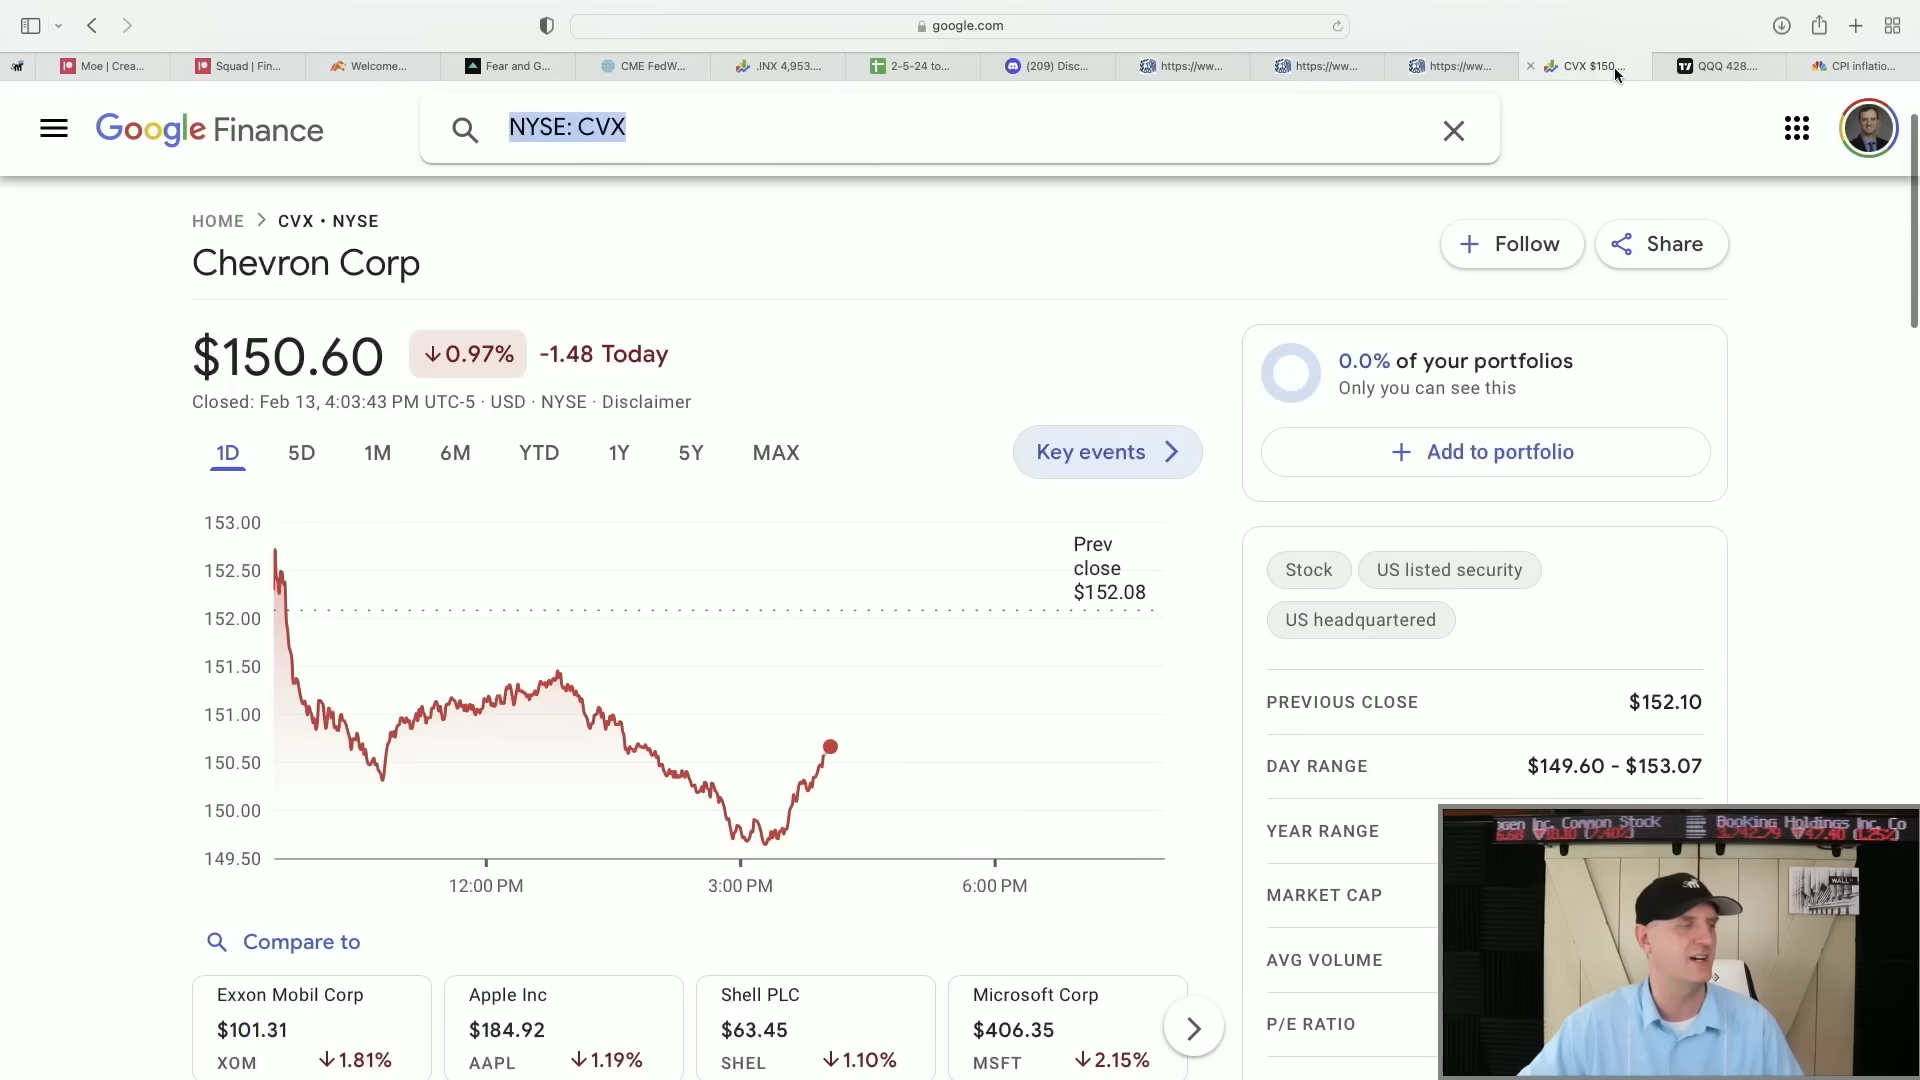 google.com
Moe | Crea...
Squad | Fin...
Welcome...
Fear and G...
CME FedW...
.INX 4,953....
2-5-24 to...
(209) Disc...
https://ww...
https://ww...
https://ww...
CVX $150....
QQQ 428....
CPI inflatio...
Google Finance
NYSE: CVX
HOME > CVX • NYSE
Chevron Corp
Follow
Share
$150.60
↓0.97%
-1.48 Today
Closed: Feb 13, 4:03:43 PM UTC-5 · USD · NYSE · Disclaimer
1D 5D 1M 6M YTD 1Y 5Y MAX
Key events
153.00
152.50
152.00
151.50
151.00
150.50
150.00
149.50
Prev
close
$152.08
12:00 PM
3:00 PM
6:00 PM
Compare to
Exxon Mobil Corp
$101.31
XOM ↓1.81%
Apple Inc
$184.92
AAPL ↓1.19%
Shell PLC
$63.45
SHEL ↓1.10%
Microsoft Corp
$406.35
MSFT ↓2.15%
0.0% of your portfolios
Only you can see this
+ Add to portfolio
Stock
US listed security
US headquartered
PREVIOUS CLOSE $152.10
DAY RANGE $149.60 - $153.07
YEAR RANGE
MARKET CAP
AVG VOLUME
P/E RATIO
Inc. Common Stock
Booking Holdings Inc. Co
WALL